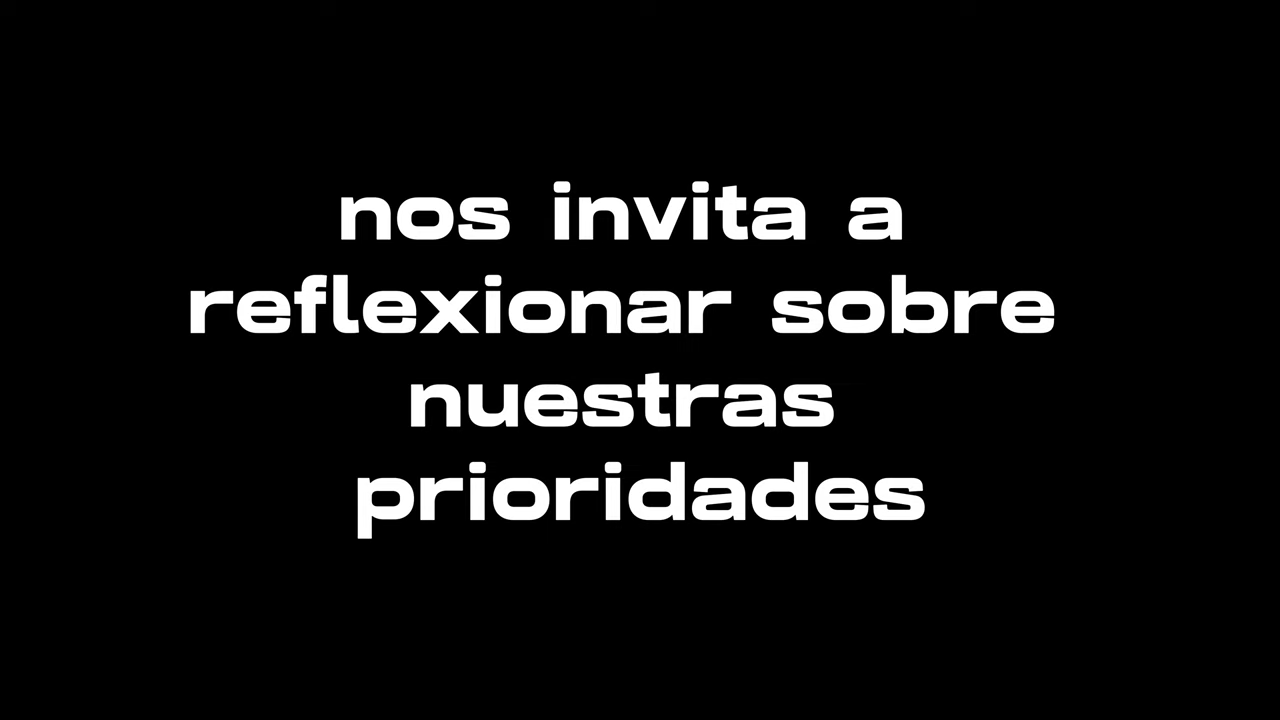 nos invita a
reflexionar sobre
nuestras
prioridades